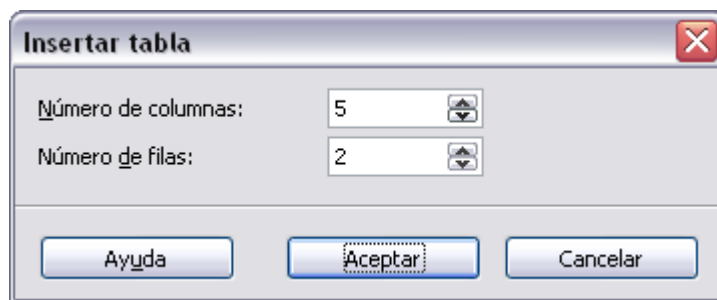 Insertar tabla
Número de columnas: 5
Número de filas: 2
Ayuda Aceptar Cancelar